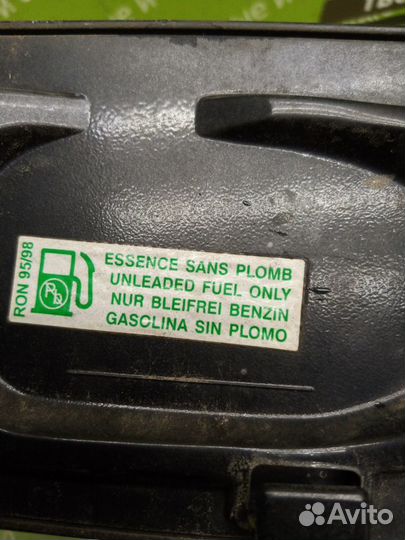 RON 95/98
Pb
ESSENCE SANS PLOMB
UNLEADED FUEL ONLY
NUR BLEIFREI BENZiN
GASCLINA SIN PLOMO
Avito